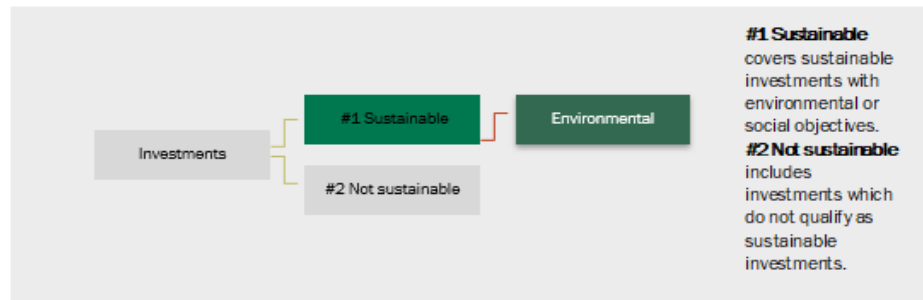 Investments
#1 Sustainable
Environmental
#2 Not sustainable
#1 Sustainable
covers sustainable
investments with
environmental or
social objectives.
#2 Not sustainable
includes
investments which
do not qualify as
sustainable
investments.